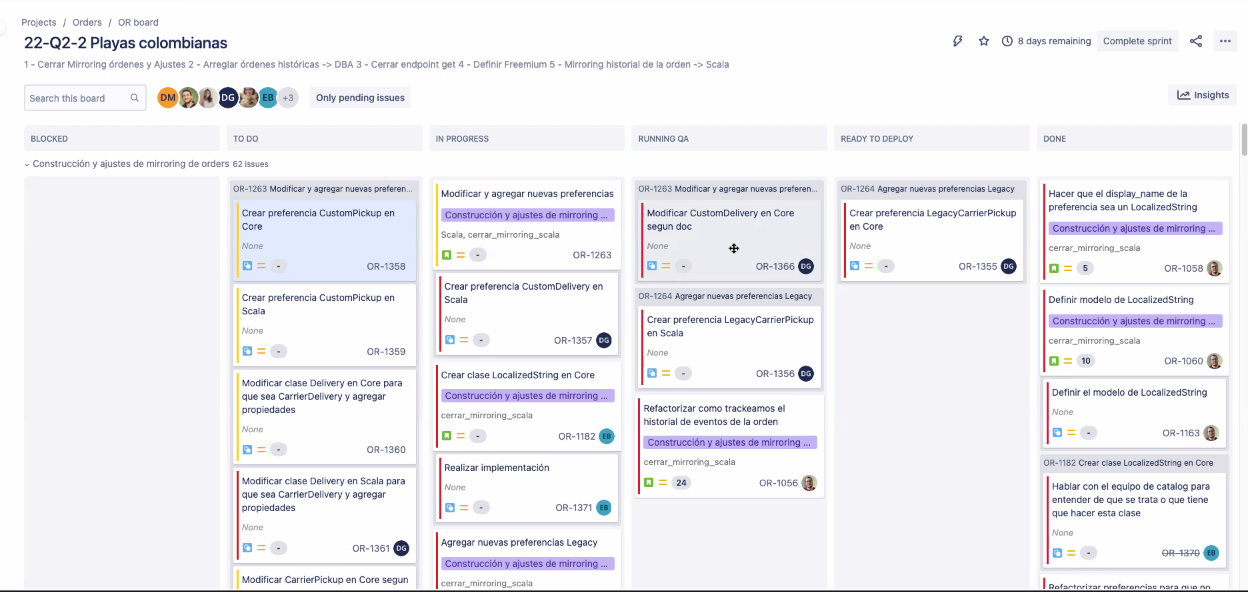 Projects / Orders / OR board
22-Q2-2 Playas colombianas
8 days remaining
Complete sprint
1 - Cerrar Mirroring órdenes y Ajustes 2 - Arreglar órdenes históricas -> DBA 3 - Cerrar endpoint get 4 - Definir Freemium 5 - Mirroring historial de la orden -> Scala
Search this board
DM
DG
EB
+3
Only pending issues
Insights
BLOCKED
TO DO
IN PROGRESS
RUNNING QA
READY TO DEPLOY
DONE
Construcción y ajustes de mirroring de orders 62 issues
OR-1263 Modificar y agregar nuevas preferen...
Crear preferencia CustomPickup en
Core
None
-
OR-1358
Crear preferencia CustomPickup en
Scala
None
-
OR-1359
Modificar clase Delivery en Core para
que sea CarrierDelivery y agregar
propiedades
None
-
OR-1360
Modificar clase Delivery en Scala para
que sea CarrierDelivery y agregar
propiedades
None
-
OR-1361 DG
Modificar CarrierPickup en Core segun
Modificar y agregar nuevas preferencias
Construcción y ajustes de mirroring ...
Scala, cerrar_mirroring_scala
-
OR-1263
Crear preferencia CustomDelivery en
Scala
None
-
OR-1357 DG
Crear clase LocalizedString en Core
Construcción y ajustes de mirroring ...
cerrar_mirroring_scala
-
OR-1182 EB
Realizar implementación
None
-
OR-1371 EB
Agregar nuevas preferencias Legacy
Construcción y ajustes de mirroring ...
cerrar_mirroring_scala
OR-1263 Modificar y agregar nuevas preferen...
Modificar CustomDelivery en Core
segun doc
None
-
OR-1366 DG
OR-1264 Agregar nuevas preferencias Legacy
Crear preferencia LegacyCarrierPickup
en Scala
None
-
OR-1356 DG
Refactorizar como trackeamos el
historial de eventos de la orden
Construcción y ajustes de mirroring ...
cerrar_mirroring_scala
24
OR-1056
OR-1264 Agregar nuevas preferencias Legacy
Crear preferencia LegacyCarrierPickup
en Core
None
-
OR-1355 DG
Hacer que el display_name de la
preferencia sea un LocalizedString
Construcción y ajustes de mirroring ...
cerrar_mirroring_scala
5
OR-1058
Definir modelo de LocalizedString
Construcción y ajustes de mirroring ...
cerrar_mirroring_scala
10
OR-1060
Definir el modelo de LocalizedString
None
-
OR-1163
OR-1182 Crear clase LocalizedString en Core
Hablar con el equipo de catalog para
entender de que se trata o que tiene
que hacer esta clase
None
-
OR-1370 EB
Refactorizar preferencias para que no